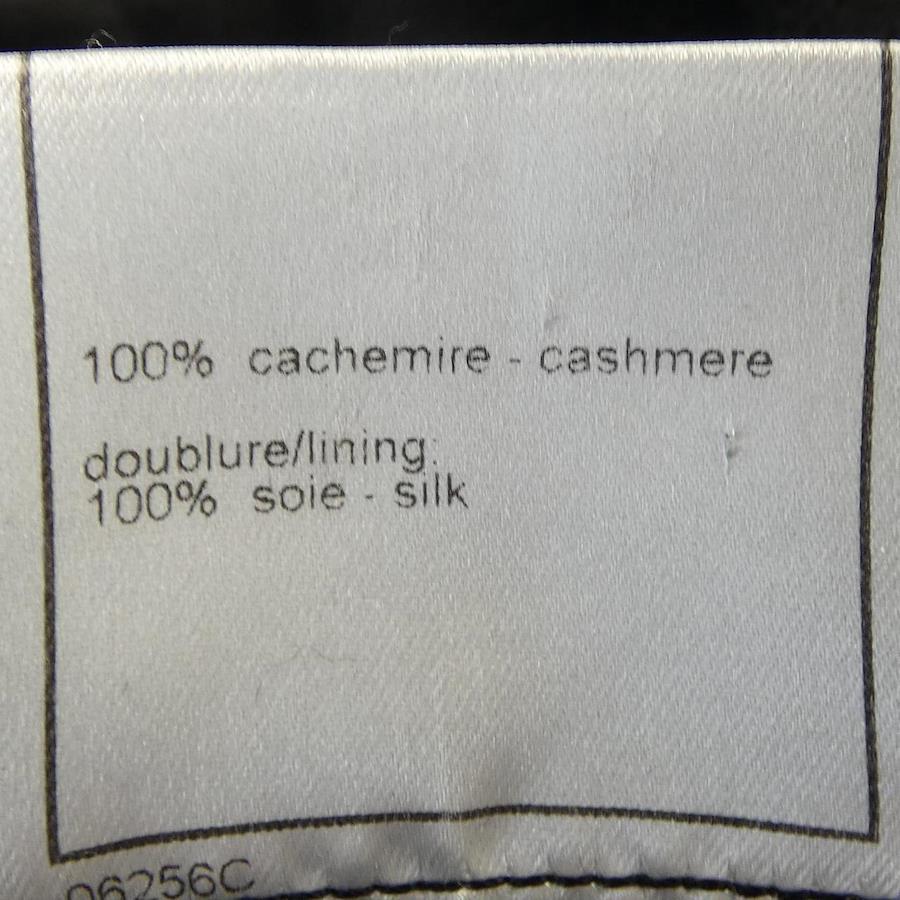 100% cachemire - cashmere
doublure/lining:
100% soie - silk
06256C